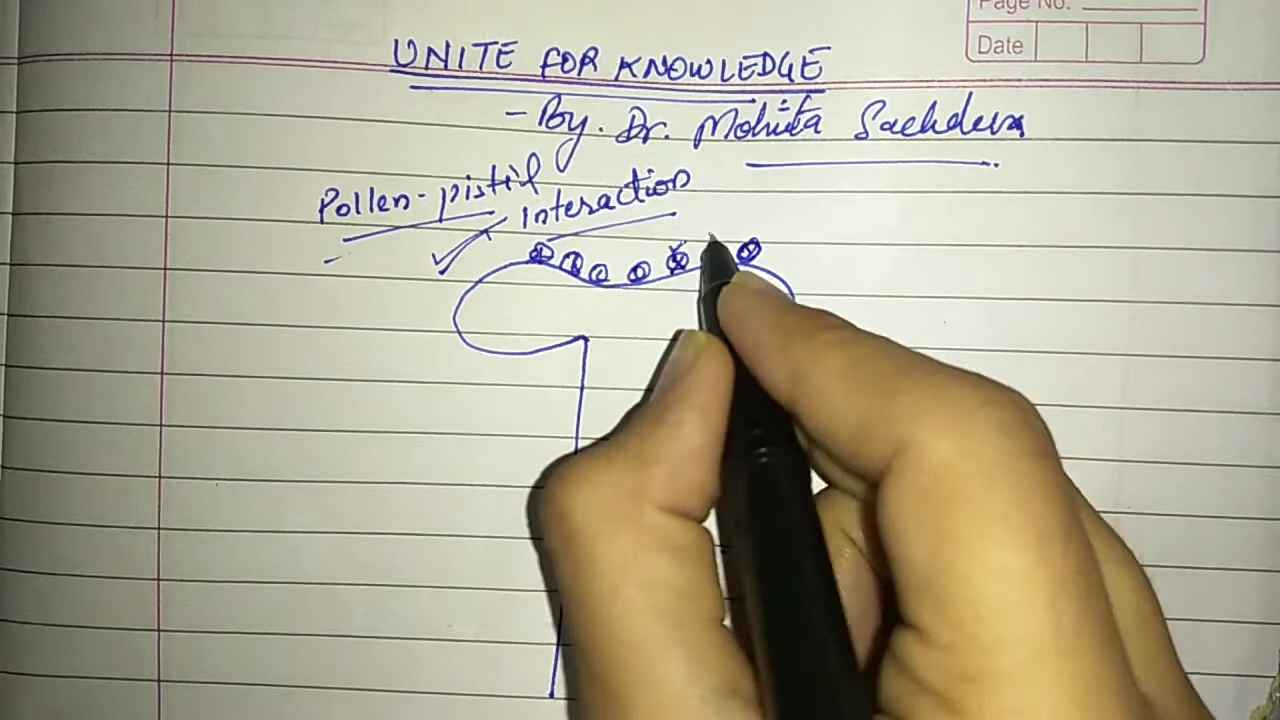 Page No.
Date
UNITE FOR KNOWLEDGE
- By. Dr. Mohita Sachdeva
Pollen-pistil
interaction